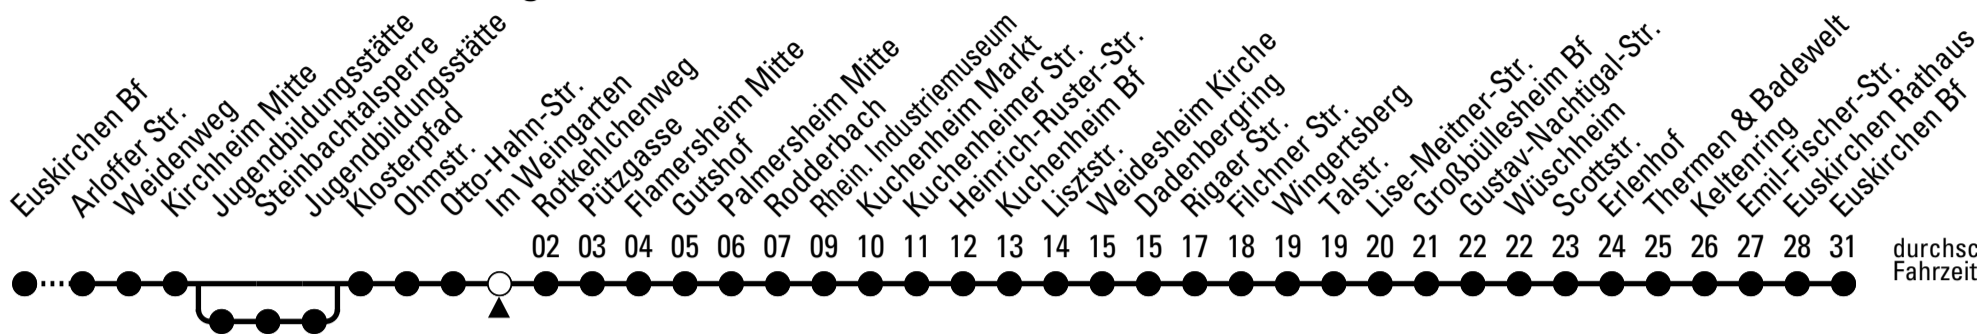 Euskirchen Bf
Arloffer Str.
Weidenweg
Kirchheim Mitte
Jugendbildungsstätte
Steinbachtalsperre
Jugendbildungsstätte
Klosterpfad
Ohmstr.
Otto-Hahn-Str.
Im Weingarten
Rotkehlchenweg
Pützgasse
Flamersheim Mitte
Gutshof
Palmersheim Mitte
Rodderbach
Rhein. Industriemuseum
Kuchenheim Markt
Kuchenheimer Str.
Heinrich-Ruster-Str.
Kuchenheim Bf
Lisztstr.
Weidesheim Kirche
Dadenbergring
Rigaer Str.
Filchner Str.
Wingertsberg
Talstr.
Lise-Meitner-Str.
Großbüllesheim Bf
Gustav-Nachtigal-Str.
Wüschheim
Scottstr.
Erlenhof
Thermen & Badewelt
Keltenring
Emil-Fischer-Str.
Euskirchen Rathaus
Euskirchen Bf
02 03 04 05 06 07 09 10 11 12 13 14 15 15 17 18 19 19 20 21 22 22 23 24 25 26 27 28 31
durchsc
Fahrzeit